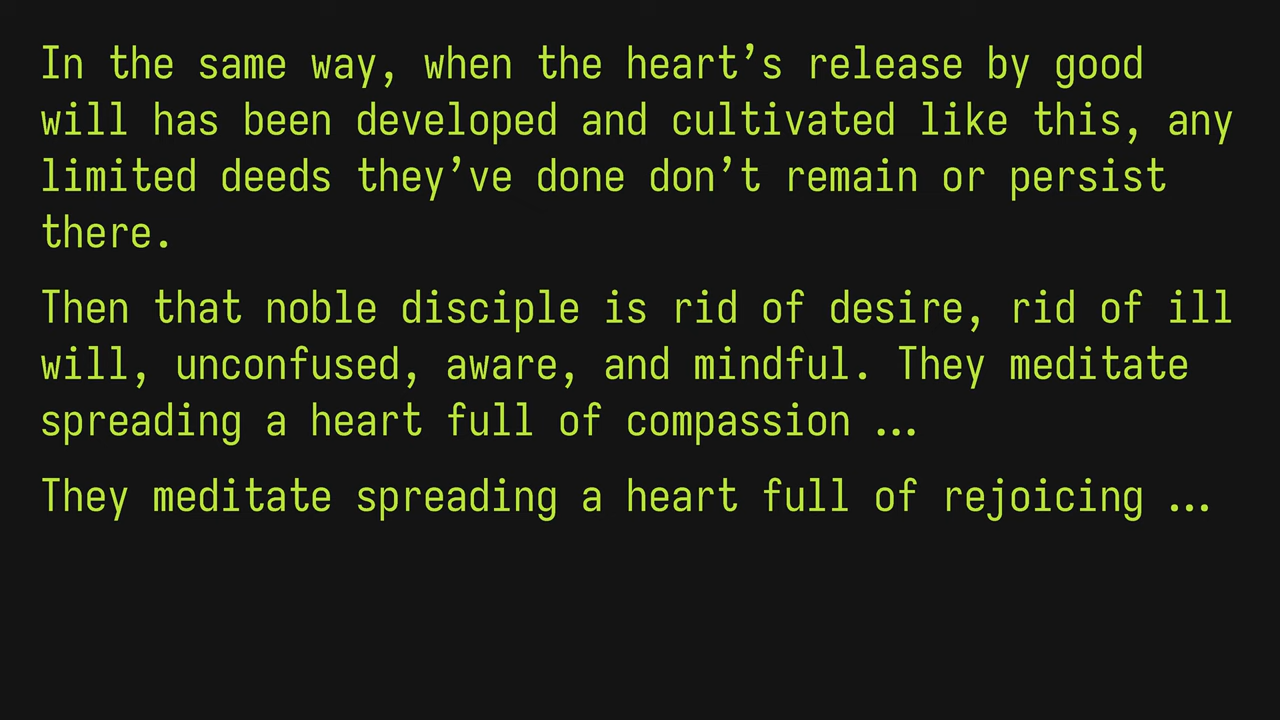 In the same way, when the heart’s release by good
will has been developed and cultivated like this, any
limited deeds they’ve done don’t remain or persist
there.
Then that noble disciple is rid of desire, rid of ill
will, unconfused, aware, and mindful. They meditate
spreading a heart full of compassion …
They meditate spreading a heart full of rejoicing …